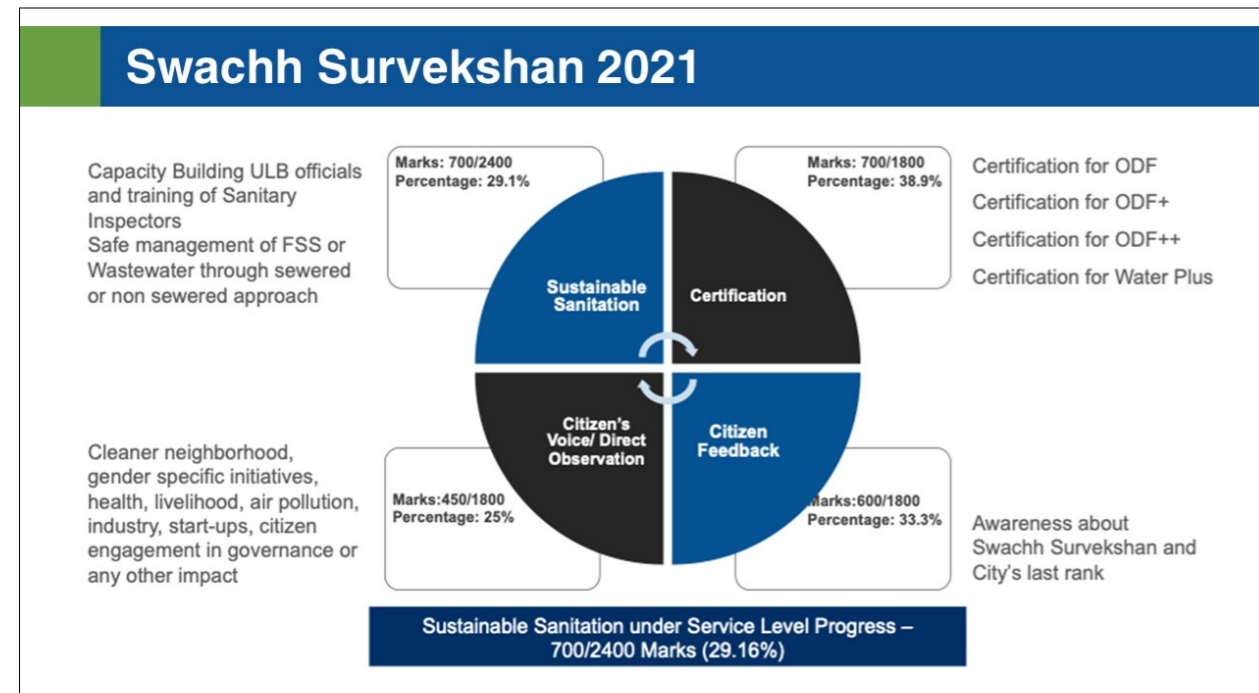 Swachh Survekshan 2021
Capacity Building ULB officials
and training of Sanitary
Inspectors
Safe management of FSS or
Wastewater through sewered
or non sewered approach
Marks: 700/2400
Percentage: 29.1%
Sustainable
Sanitation
Marks: 700/1800
Percentage: 38.9%
Certification
Certification for ODF
Certification for ODF+
Certification for ODF++
Certification for Water Plus
Cleaner neighborhood,
gender specific initiatives,
health, livelihood, air pollution,
industry, start-ups, citizen
engagement in governance or
any other impact
Marks:450/1800
Percentage: 25%
Citizen's
Voice/ Direct
Observation
Citizen
Feedback
Marks:600/1800
Percentage: 33.3%
Awareness about
Swachh Survekshan and
City's last rank
Sustainable Sanitation under Service Level Progress –
700/2400 Marks (29.16%)